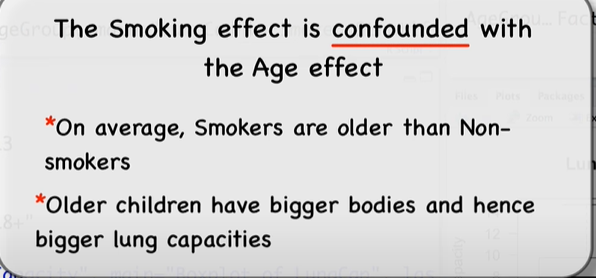 The Smoking effect is confounded with
the Age effect
*On average, Smokers are older than Non-
smokers
*Older children have bigger bodies and hence
bigger lung capacities